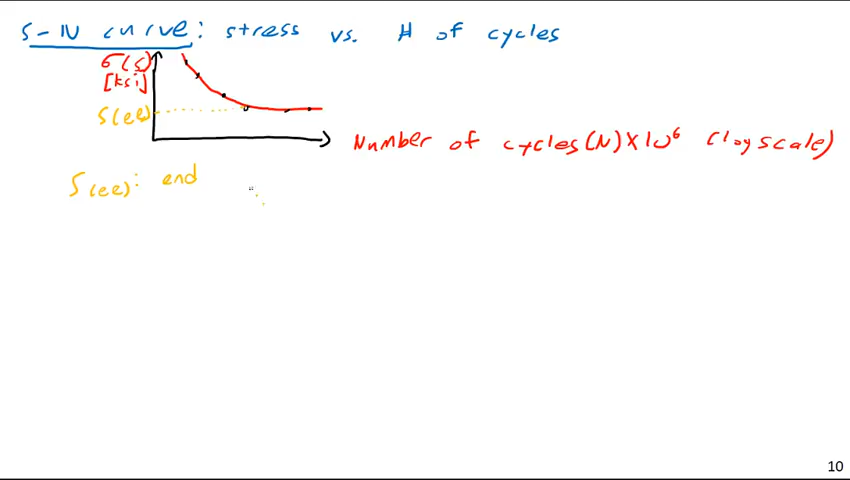 S-N curve: stress vs. # of cycles
σ(s)
[ksi]
S(ee)
Number of cycles (N) X 10⁶ (log scale)
S(ee): end
10